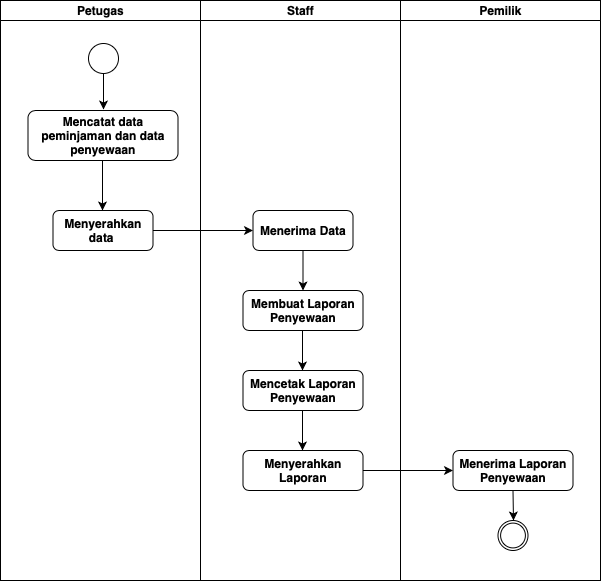 Petugas
Staff
Pemilik
Mencatat data
peminjaman dan data
penyewaan
Menyerahkan
data
Menerima Data
Membuat Laporan
Penyewaan
Mencetak Laporan
Penyewaan
Menyerahkan
Laporan
Menerima Laporan
Penyewaan